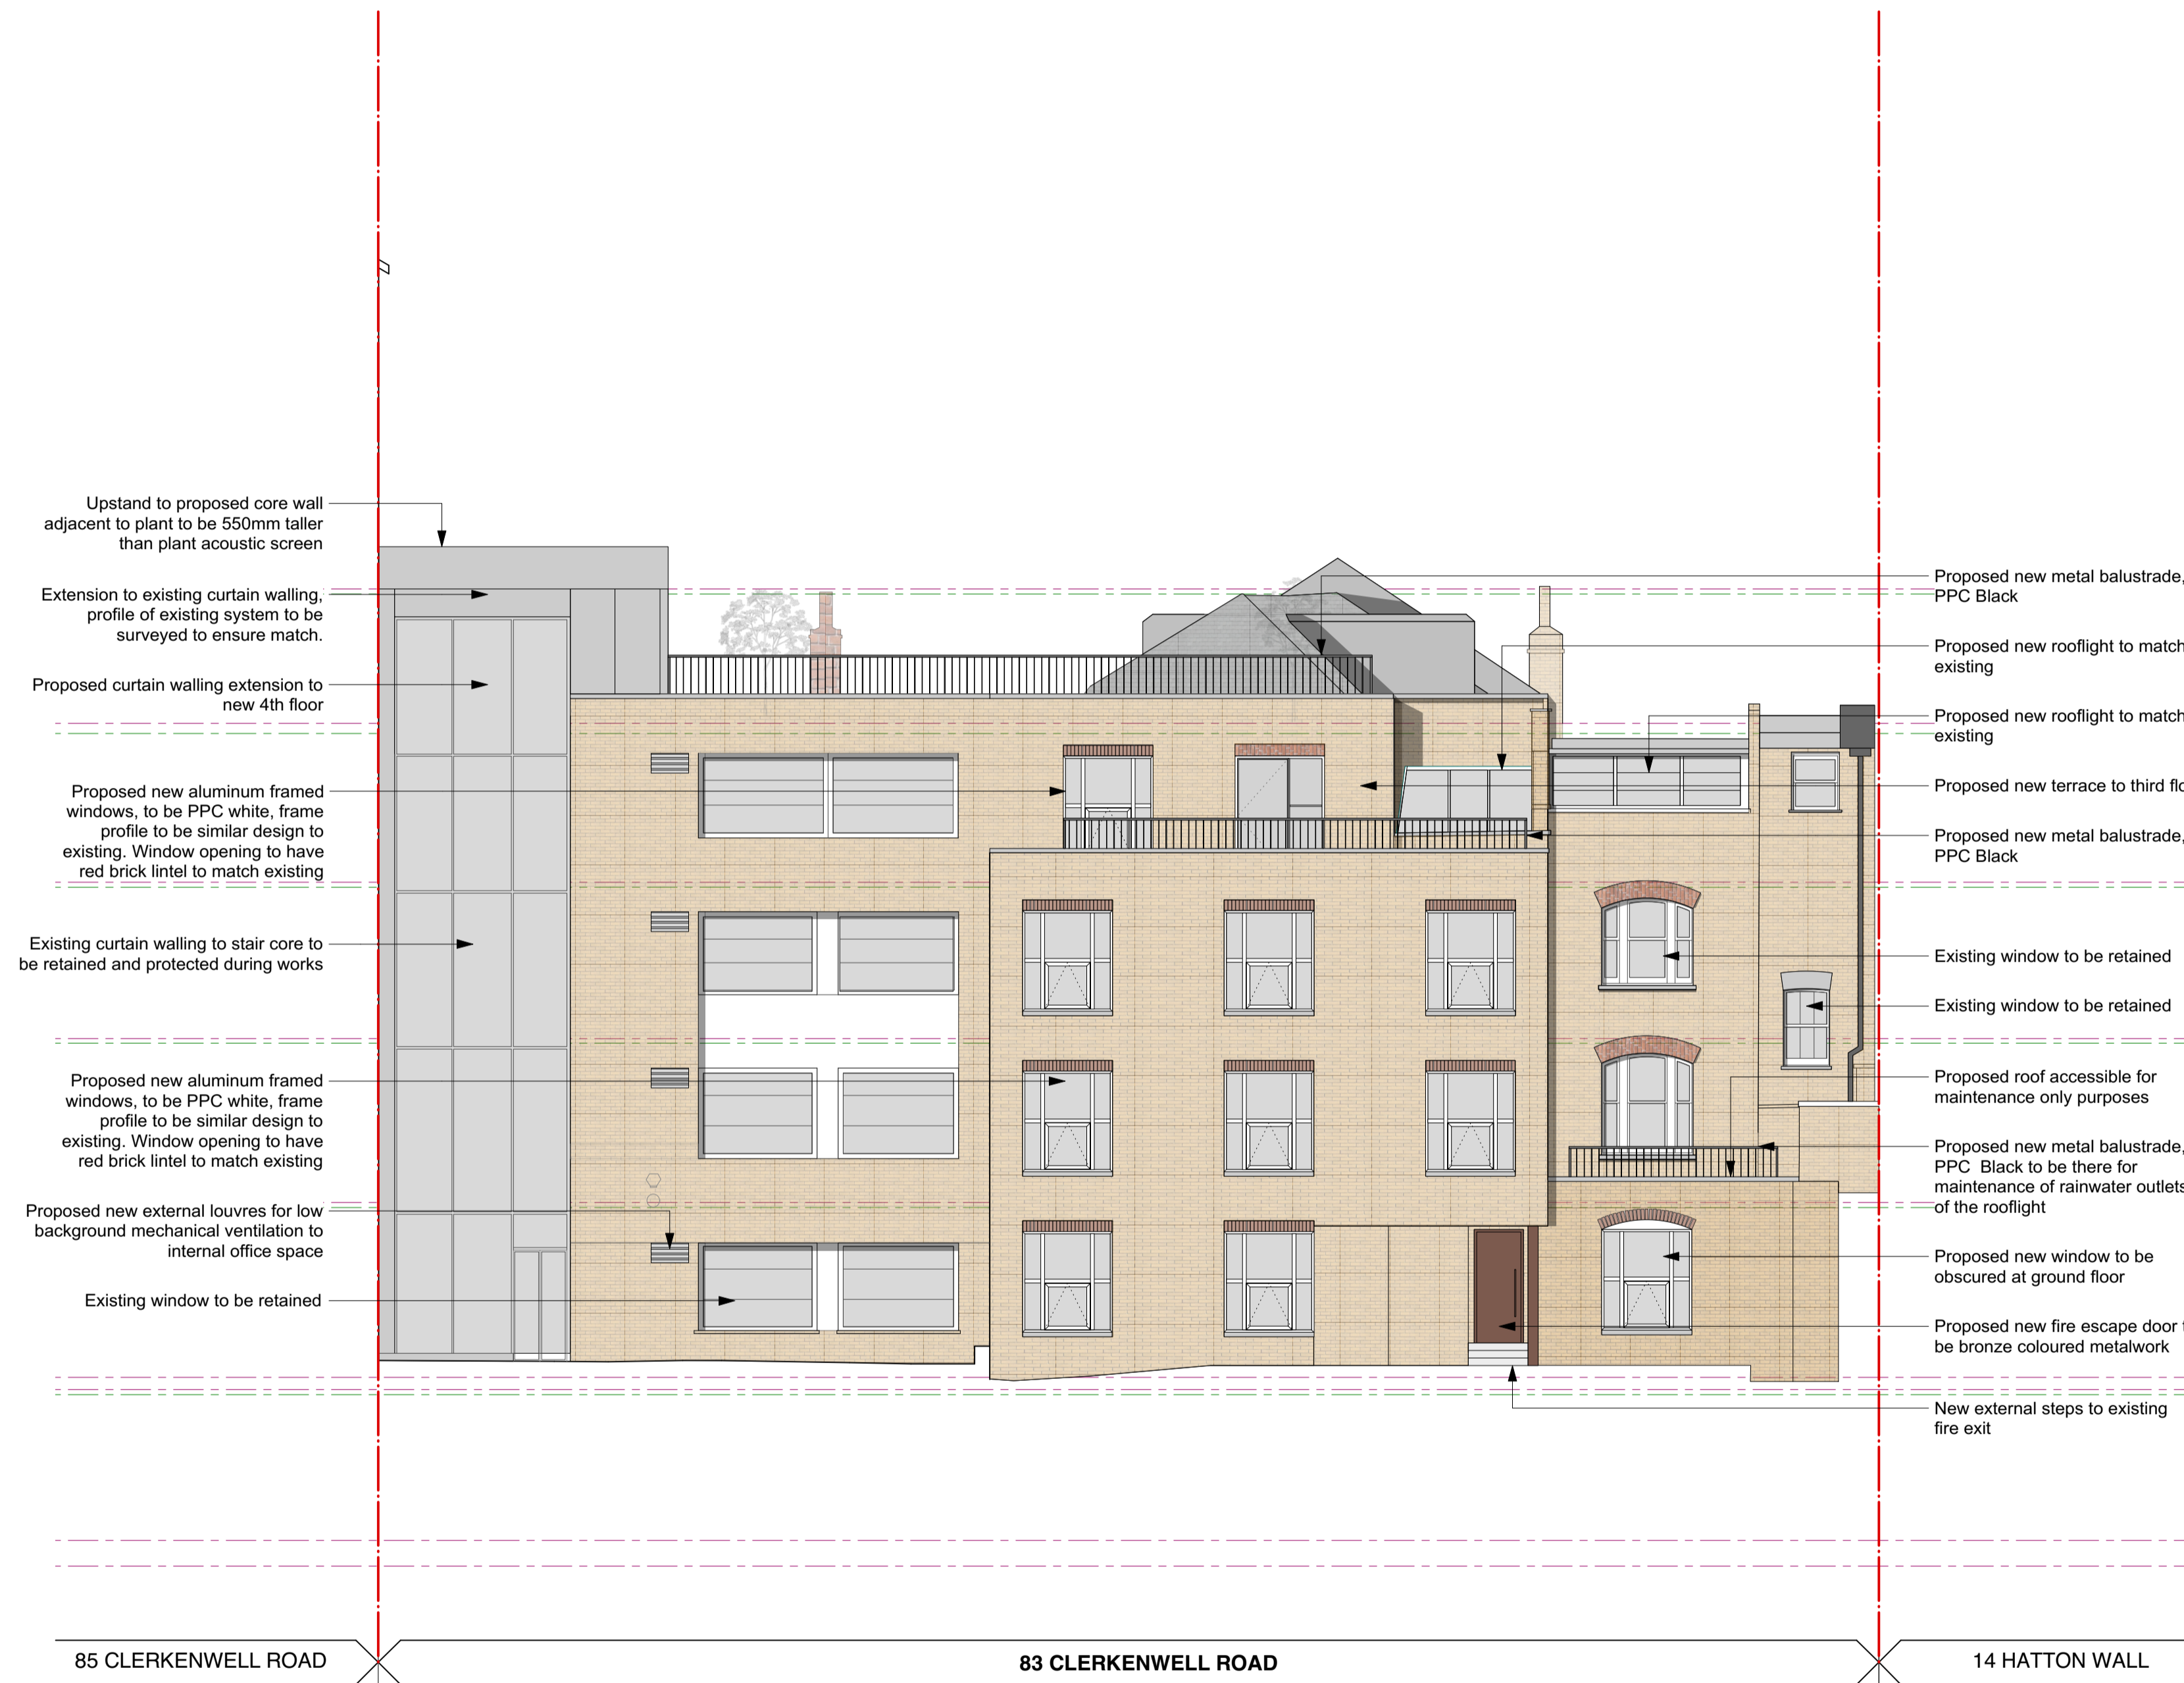 Upstand to proposed core wall
adjacent to plant to be 550mm taller
than plant acoustic screen
Extension to existing curtain walling,
profile of existing system to be
surveyed to ensure match.
Proposed curtain walling extension to
new 4th floor
Proposed new aluminum framed
windows, to be PPC white, frame
profile to be similar design to
existing. Window opening to have
red brick lintel to match existing
Existing curtain walling to stair core to
be retained and protected during works
Proposed new aluminum framed
windows, to be PPC white, frame
profile to be similar design to
existing. Window opening to have
red brick lintel to match existing
Proposed new external louvres for low
background mechanical ventilation to
internal office space
Existing window to be retained
Proposed new metal balustrade,
PPC Black
Proposed new rooflight to match
existing
Proposed new rooflight to match
existing
Proposed new terrace to third
Proposed new metal balustrade,
PPC Black
Existing window to be retained
Existing window to be retained
Proposed roof accessible for
maintenance only purposes
Proposed new metal balustrade,
PPC Black to be there for
maintenance of rainwater outlets
of the rooflight
Proposed new window to be
obscured at ground floor
Proposed new fire escape door
be bronze coloured metalwork
New external steps to existing
fire exit
85 CLERKENWELL ROAD
83 CLERKENWELL ROAD
14 HATTON WALL